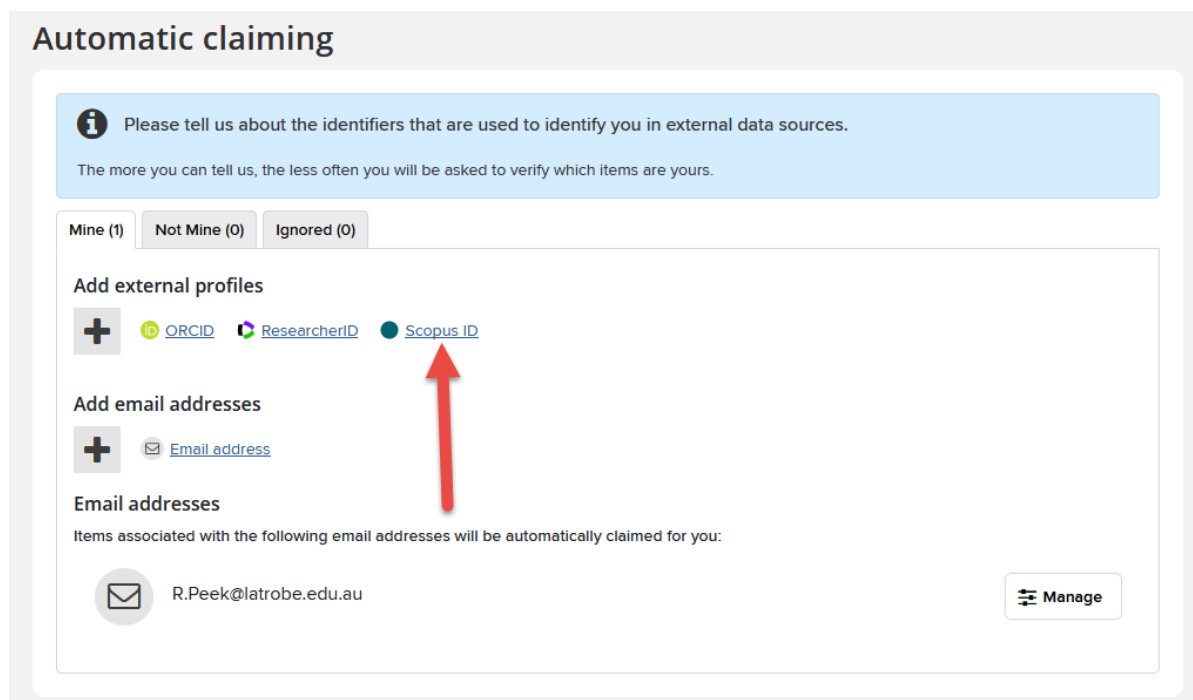 Automatic claiming
Please tell us about the identifiers that are used to identify you in external data sources.
The more you can tell us, the less often you will be asked to verify which items are yours.
Mine (1) Not Mine (0) Ignored (0)
Add external profiles
iD ORCID ResearcherID Scopus ID
Add email addresses
Email address
Email addresses
Items associated with the following email addresses will be automatically claimed for you:
R.Peek@latrobe.edu.au Manage